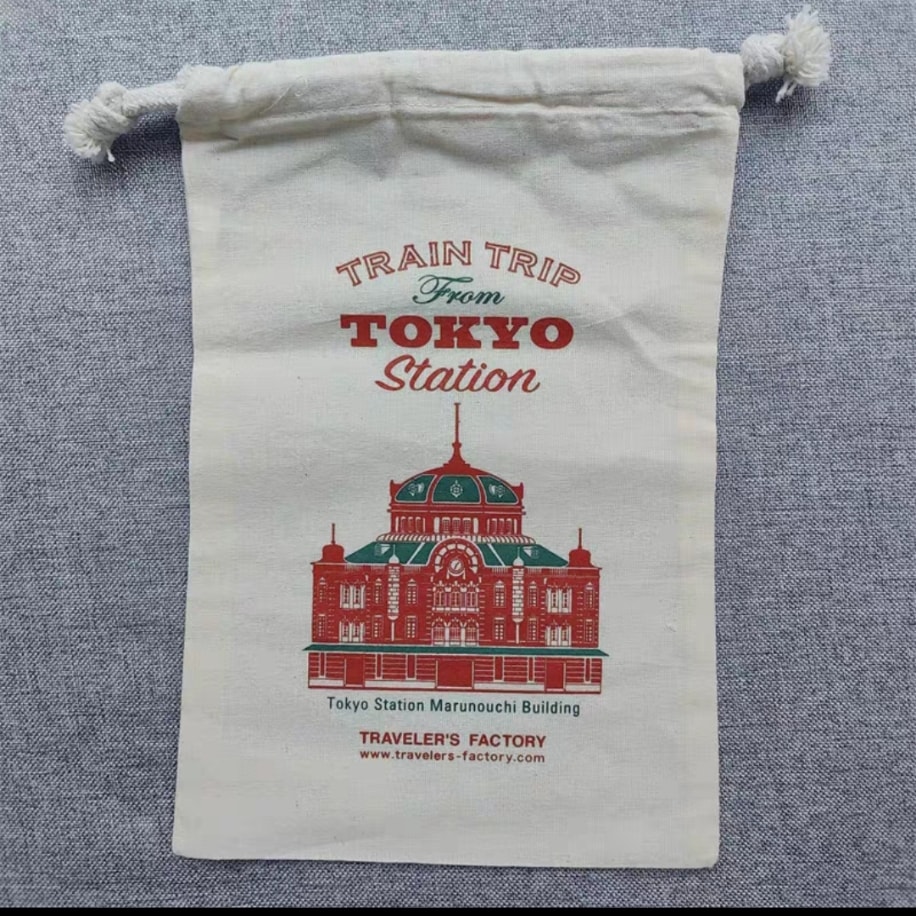 TRAIN TRIP
From
TOKYO
Station
Tokyo Station Marunouchi Building
TRAVELER'S FACTORY
www.travelers-factory.com